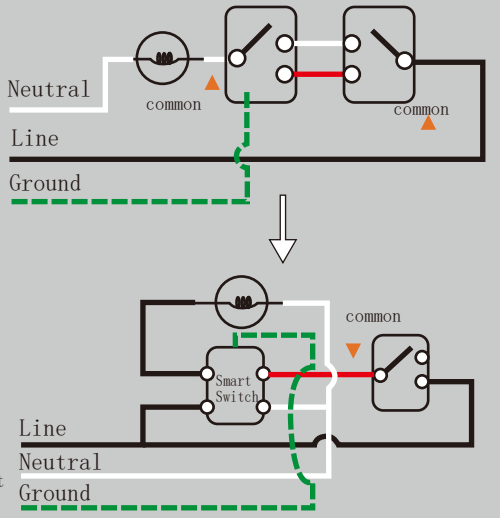 Neutral
common
common
Line
Ground
common
Smart
Switch
Line
Neutral
t
Ground